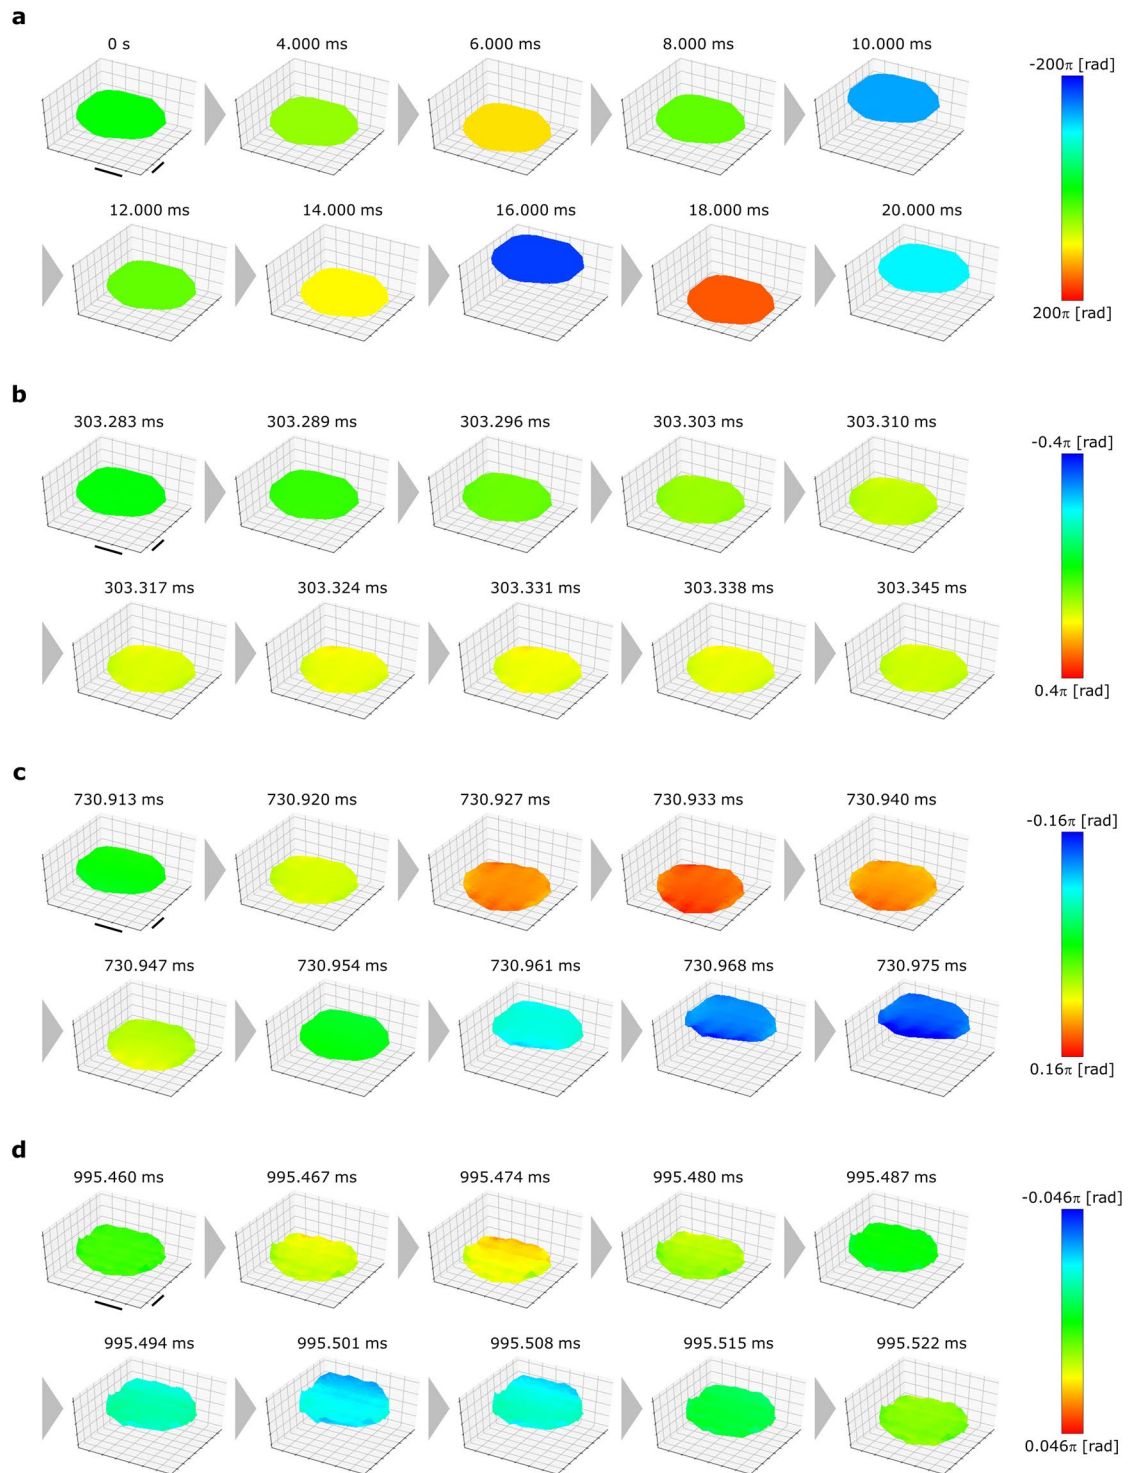 a
0 s
4.000 ms
6.000 ms
8.000 ms
10.000 ms
-200π [rad]
12.000 ms
14.000 ms
16.000 ms
18.000 ms
20.000 ms
200π [rad]
b
303.283 ms
303.289 ms
303.296 ms
303.303 ms
303.310 ms
-0.4π [rad]
303.317 ms
303.324 ms
303.331 ms
303.338 ms
303.345 ms
0.4π [rad]
c
730.913 ms
730.920 ms
730.927 ms
730.933 ms
730.940 ms
-0.16π [rad]
730.947 ms
730.954 ms
730.961 ms
730.968 ms
730.975 ms
0.16π [rad]
d
995.460 ms
995.467 ms
995.474 ms
995.480 ms
995.487 ms
-0.046π [rad]
995.494 ms
995.501 ms
995.508 ms
995.515 ms
995.522 ms
0.046π [rad]